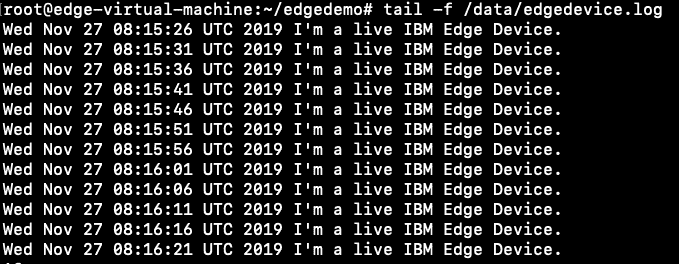 [root@edge-virtual-machine:~/edgedemo# tail -f /data/edgedevice.log
Wed Nov 27 08:15:26 UTC 2019 I'm a live IBM Edge Device.
Wed Nov 27 08:15:31 UTC 2019 I'm a live IBM Edge Device.
Wed Nov 27 08:15:36 UTC 2019 I'm a live IBM Edge Device.
Wed Nov 27 08:15:41 UTC 2019 I'm a live IBM Edge Device.
Wed Nov 27 08:15:46 UTC 2019 I'm a live IBM Edge Device.
Wed Nov 27 08:15:51 UTC 2019 I'm a live IBM Edge Device.
Wed Nov 27 08:15:56 UTC 2019 I'm a live IBM Edge Device.
Wed Nov 27 08:16:01 UTC 2019 I'm a live IBM Edge Device.
Wed Nov 27 08:16:06 UTC 2019 I'm a live IBM Edge Device.
Wed Nov 27 08:16:11 UTC 2019 I'm a live IBM Edge Device.
Wed Nov 27 08:16:16 UTC 2019 I'm a live IBM Edge Device.
Wed Nov 27 08:16:21 UTC 2019 I'm a live IBM Edge Device.